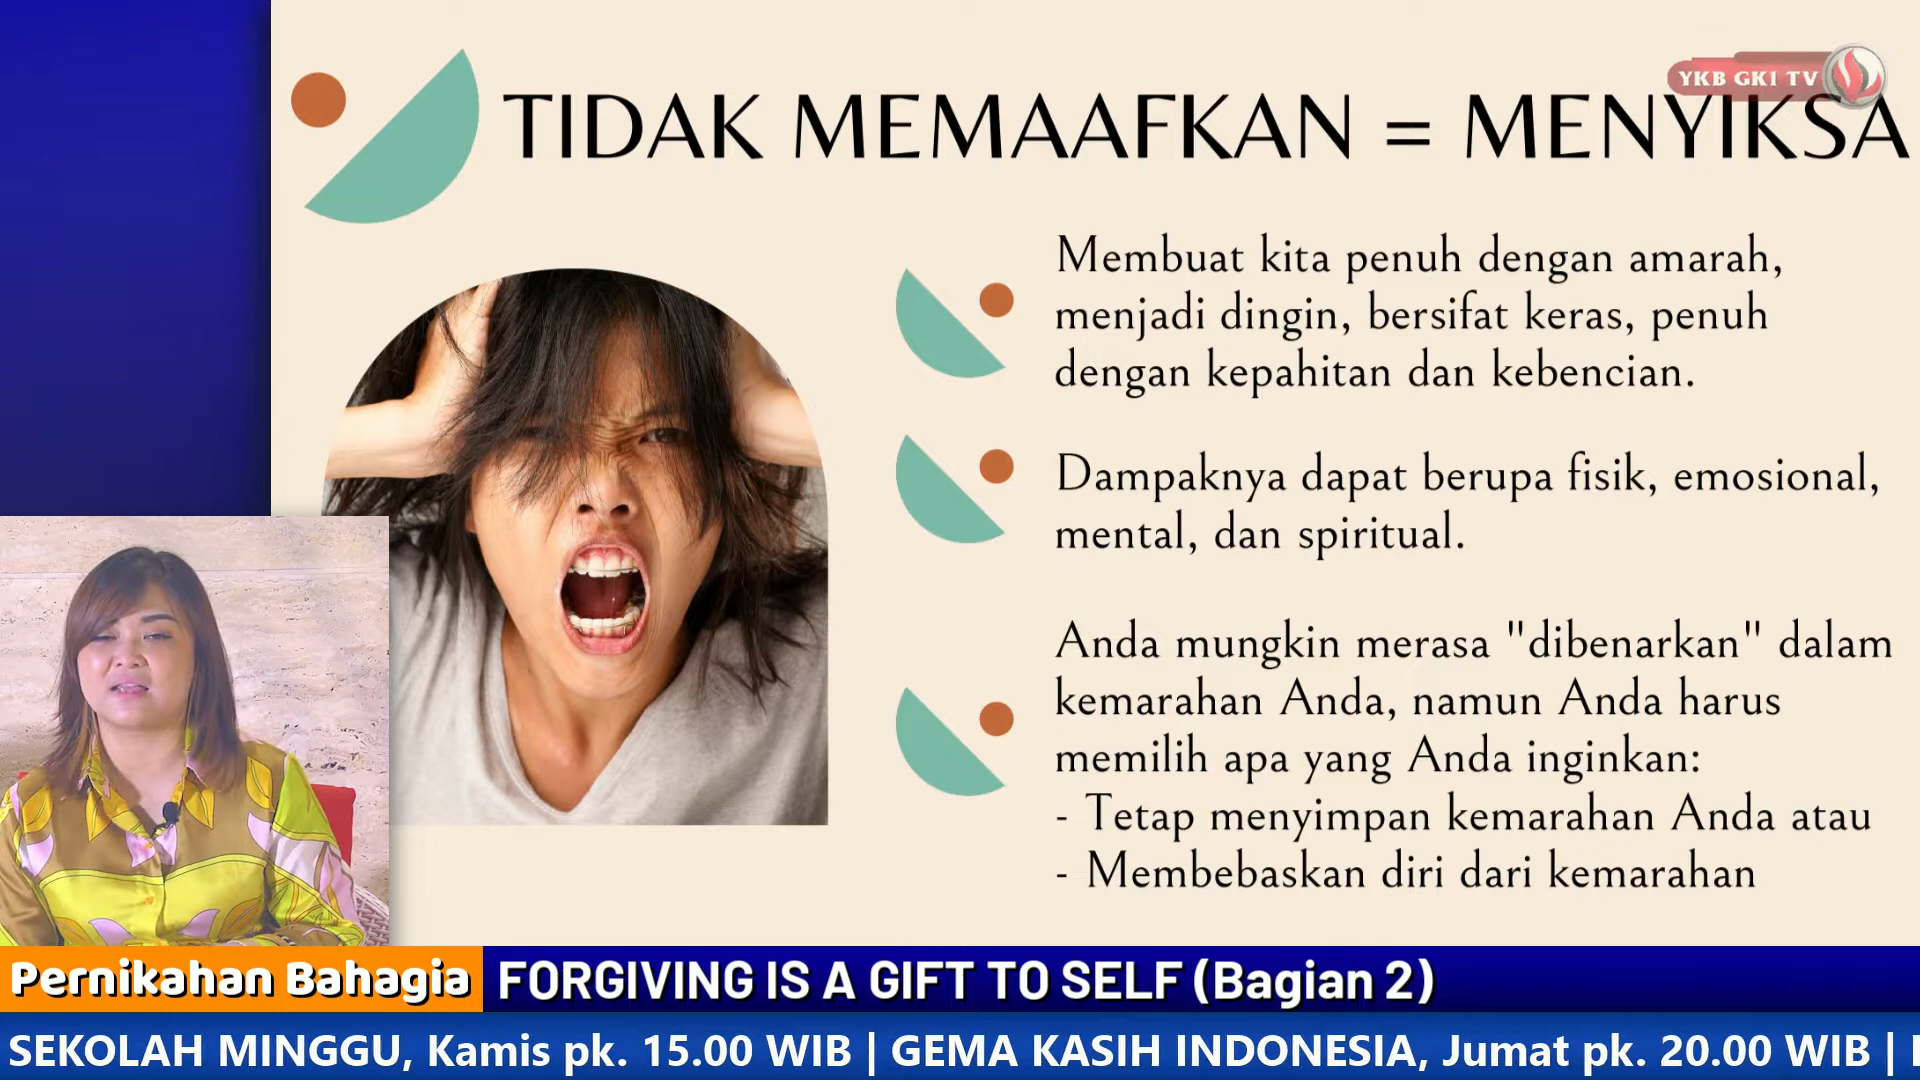 YKB GKI TV
TIDAK MEMAAFKAN = MENYIKSA
Membuat kita penuh dengan amarah,
menjadi dingin, bersifat keras, penuh
dengan kepahitan dan kebencian.
Dampaknya dapat berupa fisik, emosional,
mental, dan spiritual.
Anda mungkin merasa "dibenarkan" dalam
kemarahan Anda, namun Anda harus
memilih apa yang Anda inginkan:
- Tetap menyimpan kemarahan Anda atau
- Membebaskan diri dari kemarahan
Pernikahan Bahagia
FORGIVING IS A GIFT TO SELF (Bagian 2)
SEKOLAH MINGGU, Kamis pk. 15.00 WIB | GEMA KASIH INDONESIA, Jumat pk. 20.00 WIB |